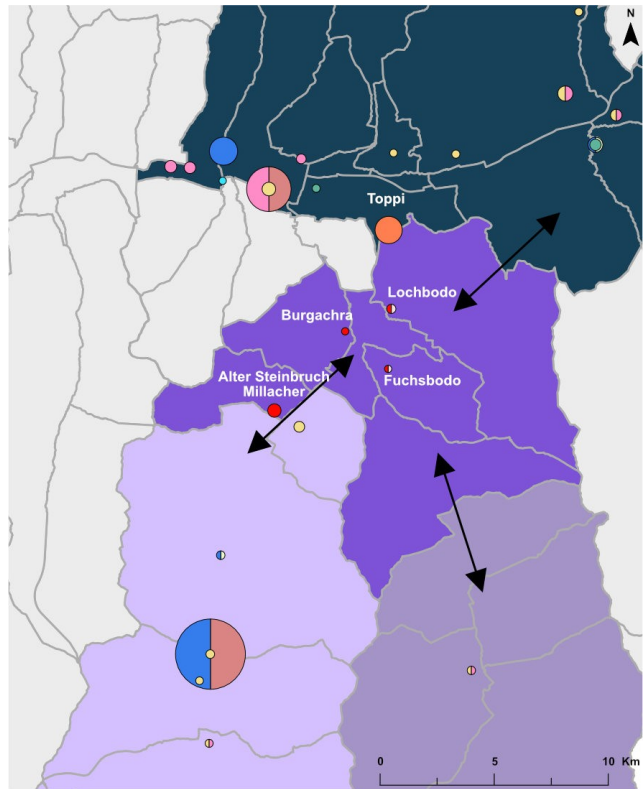 N
Toppi
Lochbodo
Burgachra
Alter Steinbruch
Millacher
Fuchsbodo
0 5 10 Km